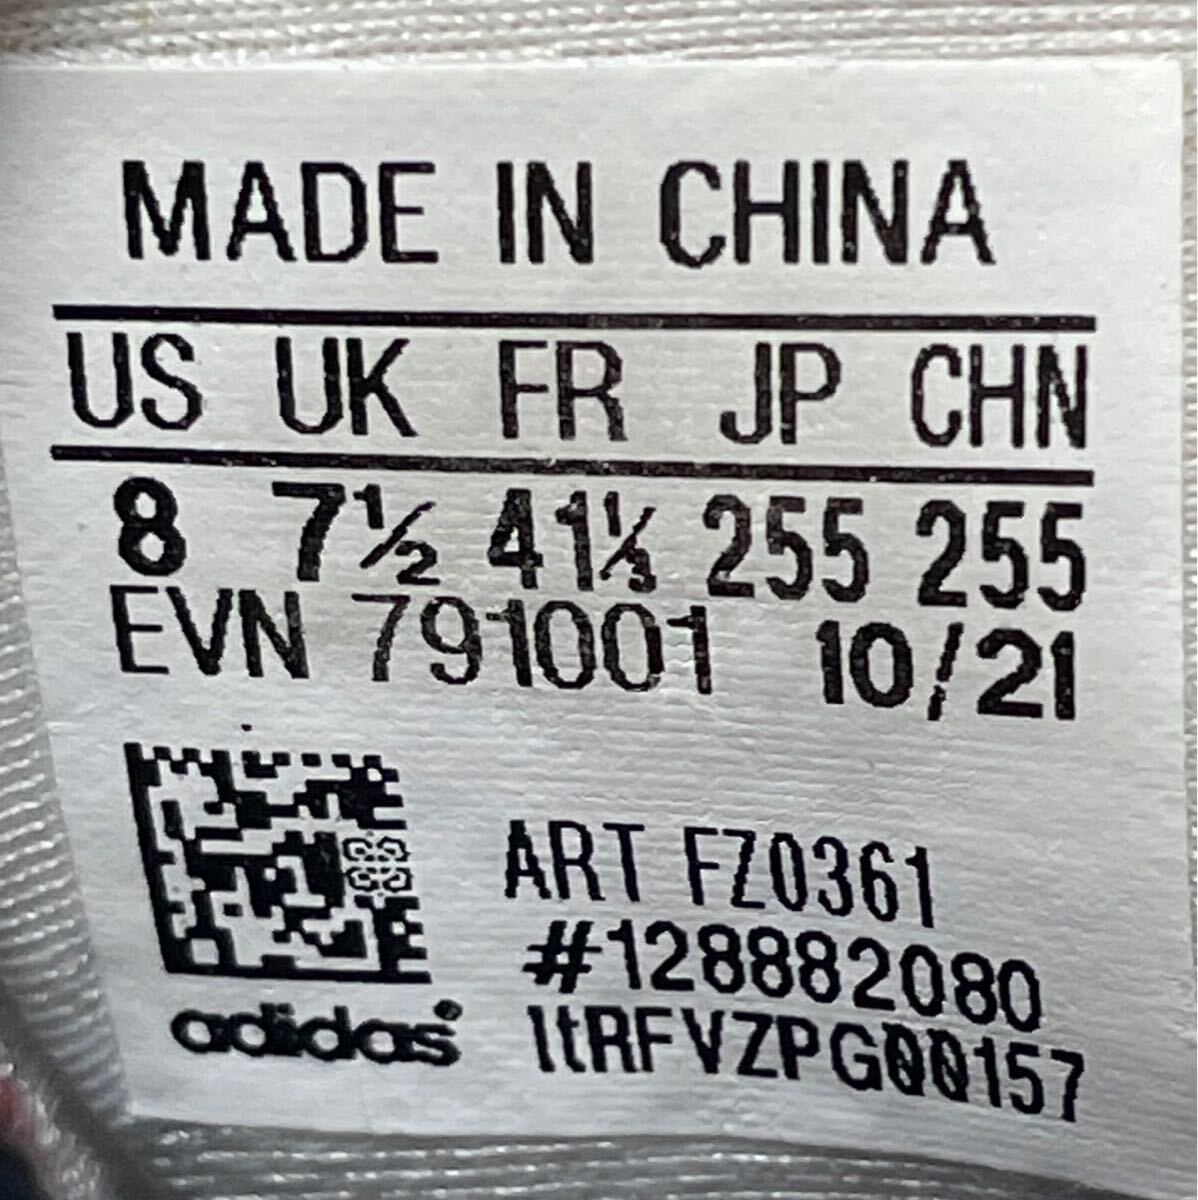 MADE IN CHINA
US UK FR JP CHN
8 7½ 41⅓ 255 255
EVN 791001 10/21
ART FZ0361
#128882080
adidas® 1tRFVZPG00157